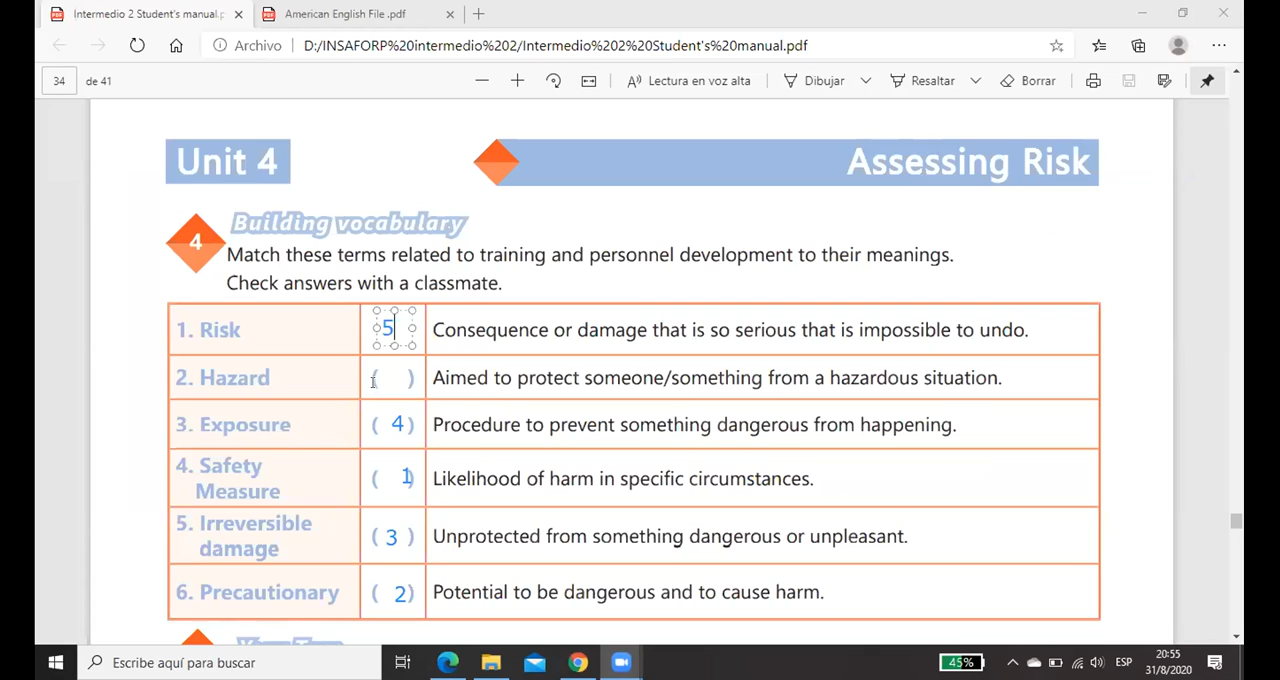 Intermedio 2 Student's manual.p
American English File .pdf
Archivo
D:/INSAFORP%20intermedio%202/Intermedio%202%20Student's%20manual.pdf
34 de 41
Lectura en voz alta
Dibujar
Resaltar
Borrar
Unit 4
Assessing Risk
4
Building vocabulary
Match these terms related to training and personnel development to their meanings.
Check answers with a classmate.
1. Risk
5
Consequence or damage that is so serious that is impossible to undo.
2. Hazard
( )
Aimed to protect someone/something from a hazardous situation.
3. Exposure
( 4 )
Procedure to prevent something dangerous from happening.
4. Safety
Measure
( 1 )
Likelihood of harm in specific circumstances.
5. Irreversible
damage
( 3 )
Unprotected from something dangerous or unpleasant.
6. Precautionary
( 2 )
Potential to be dangerous and to cause harm.
Escribe aquí para buscar
45%
ESP
20:55
31/8/2020